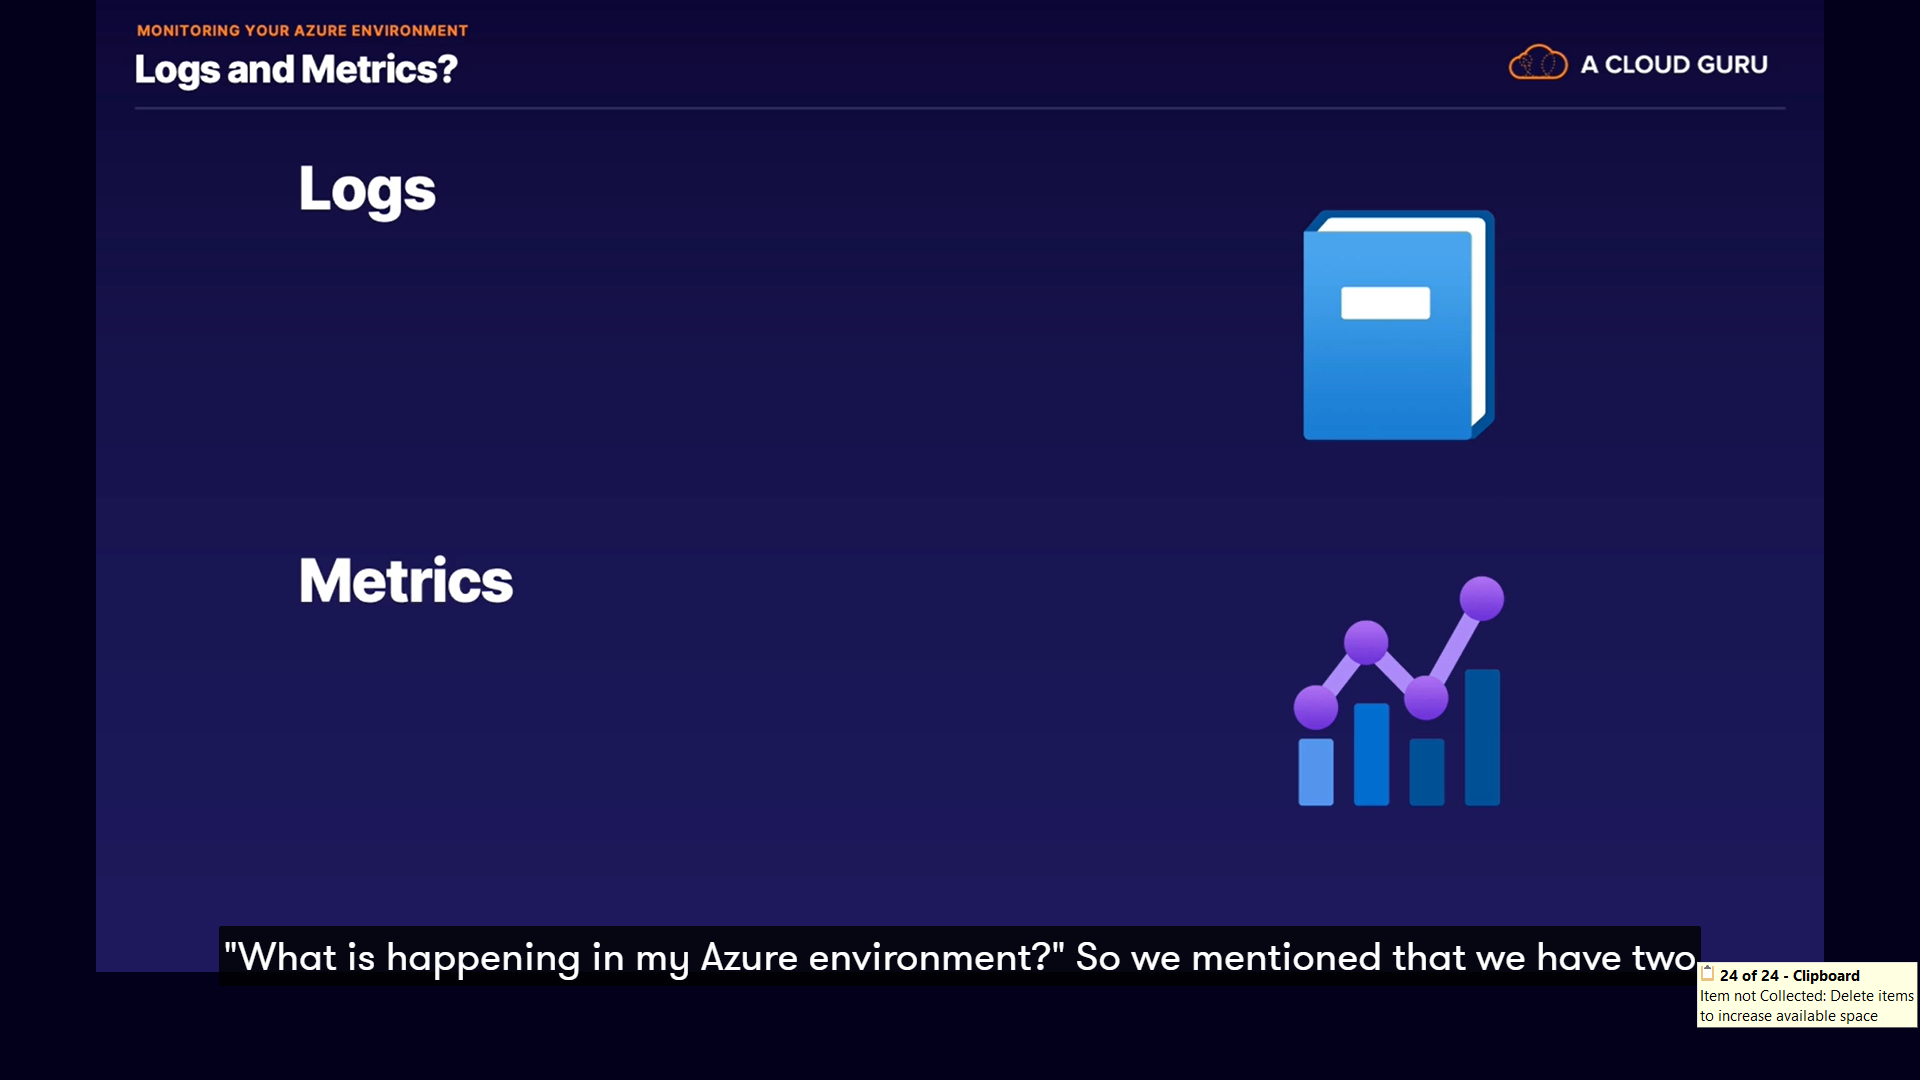 MONITORING YOUR AZURE ENVIRONMENT
Logs and Metrics?
A CLOUD GURU
Logs
Metrics
"What is happening in my Azure environment?" So we mentioned that we have two
24 of 24 - Clipboard
Item not Collected: Delete items
to increase available space